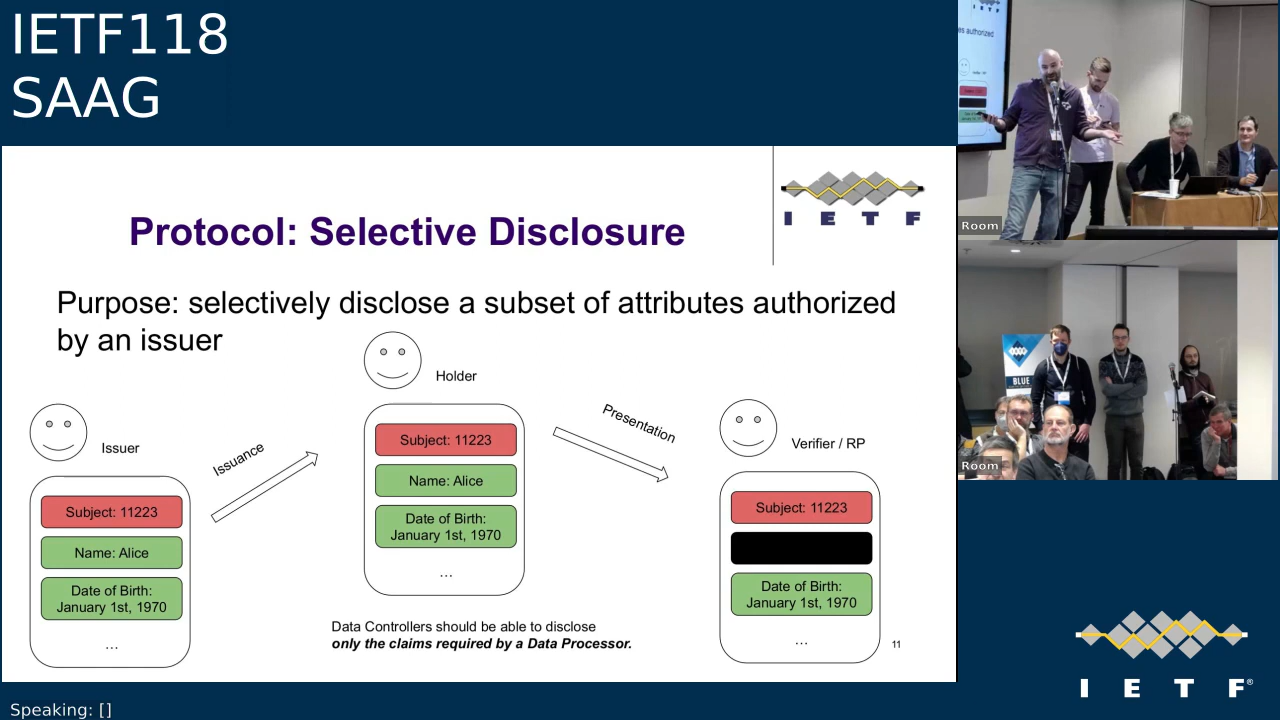 IETF118
SAAG
I E T F
Protocol: Selective Disclosure
Purpose: selectively disclose a subset of attributes authorized
by an issuer
Holder
Issuer
Issuance
Presentation
Verifier / RP
Subject: 11223
Name: Alice
Date of Birth:
January 1st, 1970
...
Subject: 11223
Name: Alice
Date of Birth:
January 1st, 1970
...
Subject: 11223
Date of Birth:
January 1st, 1970
...
Data Controllers should be able to disclose
only the claims required by a Data Processor.
11
es authorized
Room
BLUE
Room
I E T F®
Speaking: []